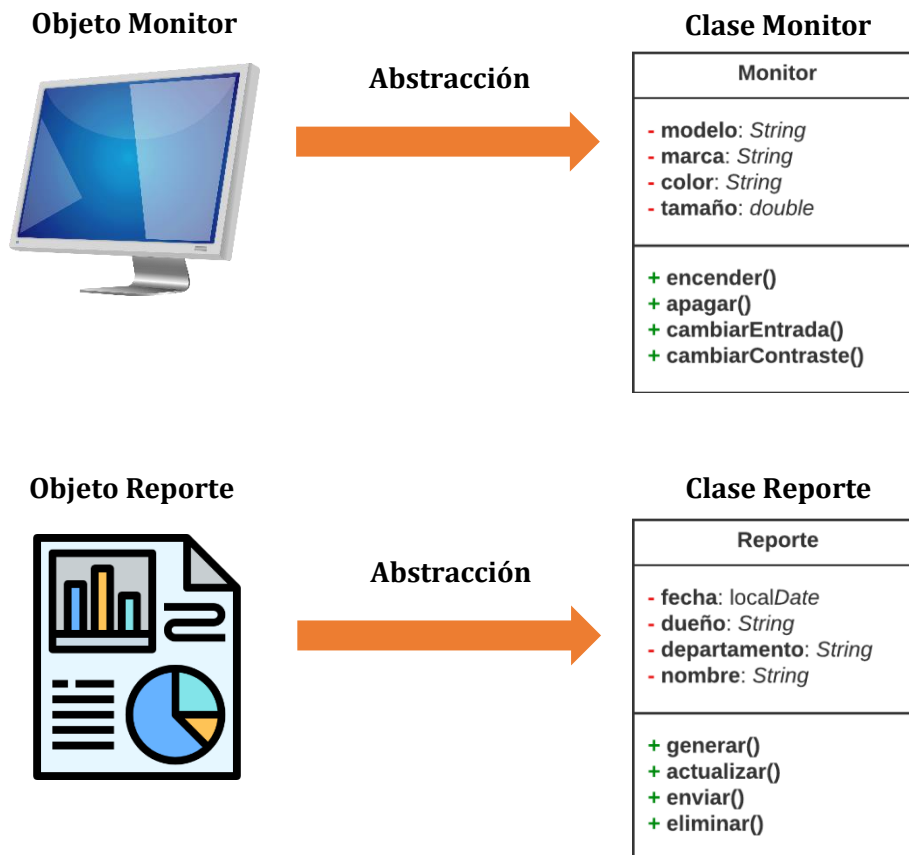 Objeto Monitor
Clase Monitor
Abstracción
Monitor
- modelo: String
- marca: String
- color: String
- tamaño: double
+ encender()
+ apagar()
+ cambiarEntrada()
+ cambiarContraste()
Objeto Reporte
Clase Reporte
Abstracción
Reporte
- fecha: localDate
- dueño: String
- departamento: String
- nombre: String
+ generar()
+ actualizar()
+ enviar()
+ eliminar()